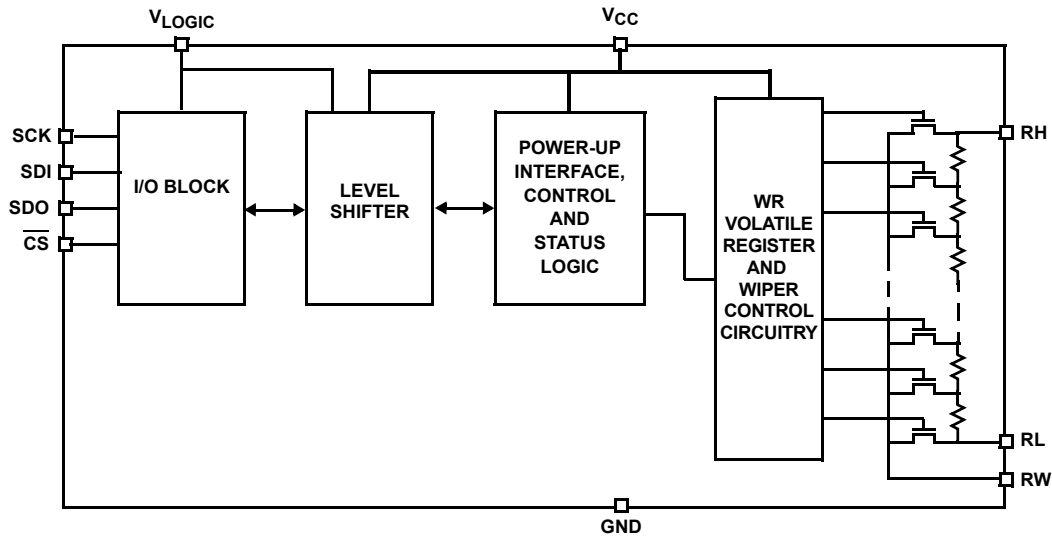 VLOGIC
VCC
SCK
SDI
SDO
CS
I/O BLOCK
LEVEL
SHIFTER
POWER-UP
INTERFACE,
CONTROL
AND
STATUS
LOGIC
WR
VOLATILE
REGISTER
AND
WIPER
CONTROL
CIRCUITRY
RH
RL
RW
GND